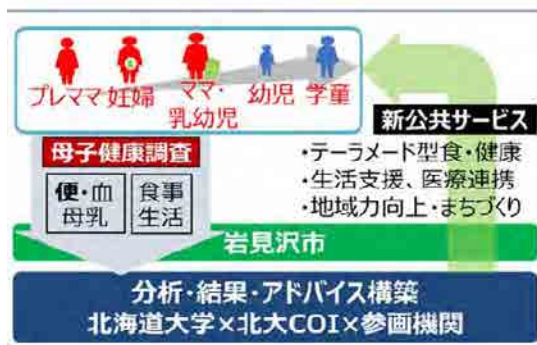 プレママ 妊婦 ママ・乳幼児 幼児 学童
新公共サービス
・テーラメード型食・健康
・生活支援、医療連携
・地域力向上・まちづくり
母子健康調査
便・血
母乳
食事
生活
岩見沢市
分析・結果・アドバイス構築
北海道大学×北大COI×参画機関